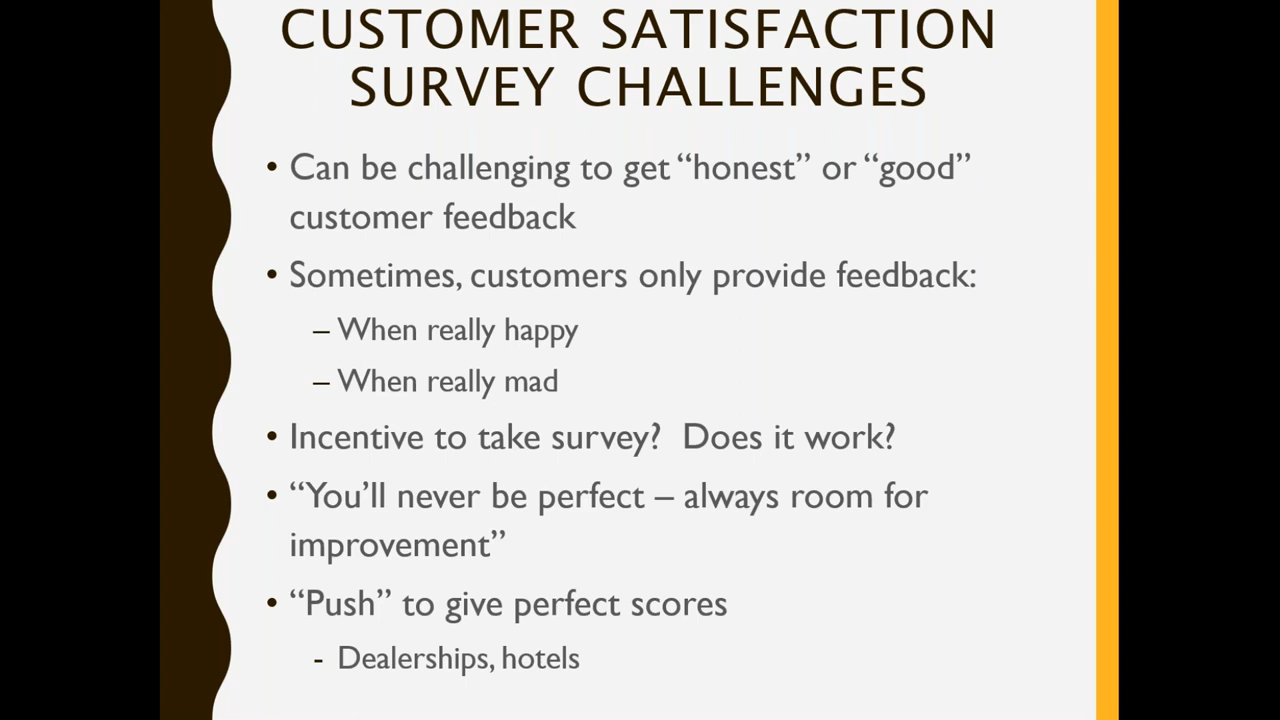 CUSTOMER SATISFACTION
SURVEY CHALLENGES
• Can be challenging to get “honest” or “good”
customer feedback
• Sometimes, customers only provide feedback:
– When really happy
– When really mad
• Incentive to take survey?  Does it work?
• “You’ll never be perfect – always room for
improvement”
• “Push” to give perfect scores
- Dealerships, hotels